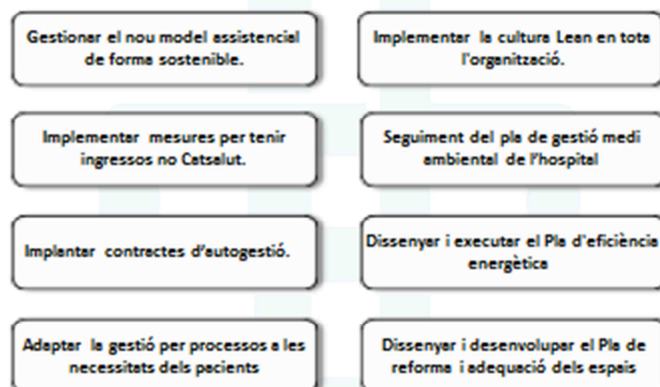 Gestionar el nou model assistencial
de forma sostenible.
Implementar la cultura Lean en tota
l'organització.
Implementar mesures per tenir
ingressos no Catsalut.
Seguiment del pla de gestió medi
ambiental de l'hospital
Implantar contractes d'autogestió.
Dissenyar i executar el Pla d'eficiència
energètica
Adaptar la gestió per processos a les
necessitats dels pacients
Dissenyar i desenvolupar el Pla de
reforma i adequació dels espais